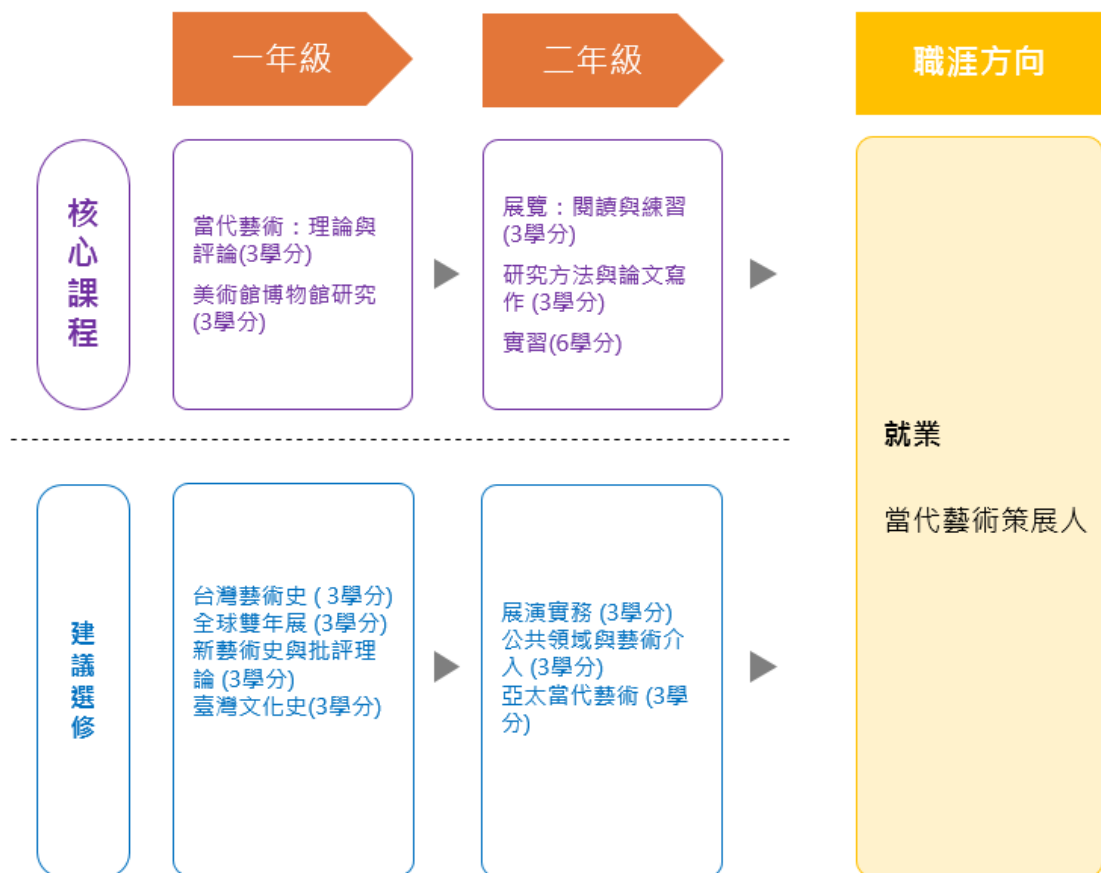 一年級
二年級
職涯方向
核
心
課
程
當代藝術：理論與
評論(3學分)
美術館博物館研究
(3學分)
展覽：閱讀與練習
(3學分)
研究方法與論文寫
作 (3學分)
實習(6學分)
建
議
選
修
台灣藝術史 ( 3學分)
全球雙年展 (3學分)
新藝術史與批評理
論 (3學分)
臺灣文化史(3學分)
展演實務 (3學分)
公共領域與藝術介
入 (3學分)
亞太當代藝術 (3學
分)
就業
當代藝術策展人